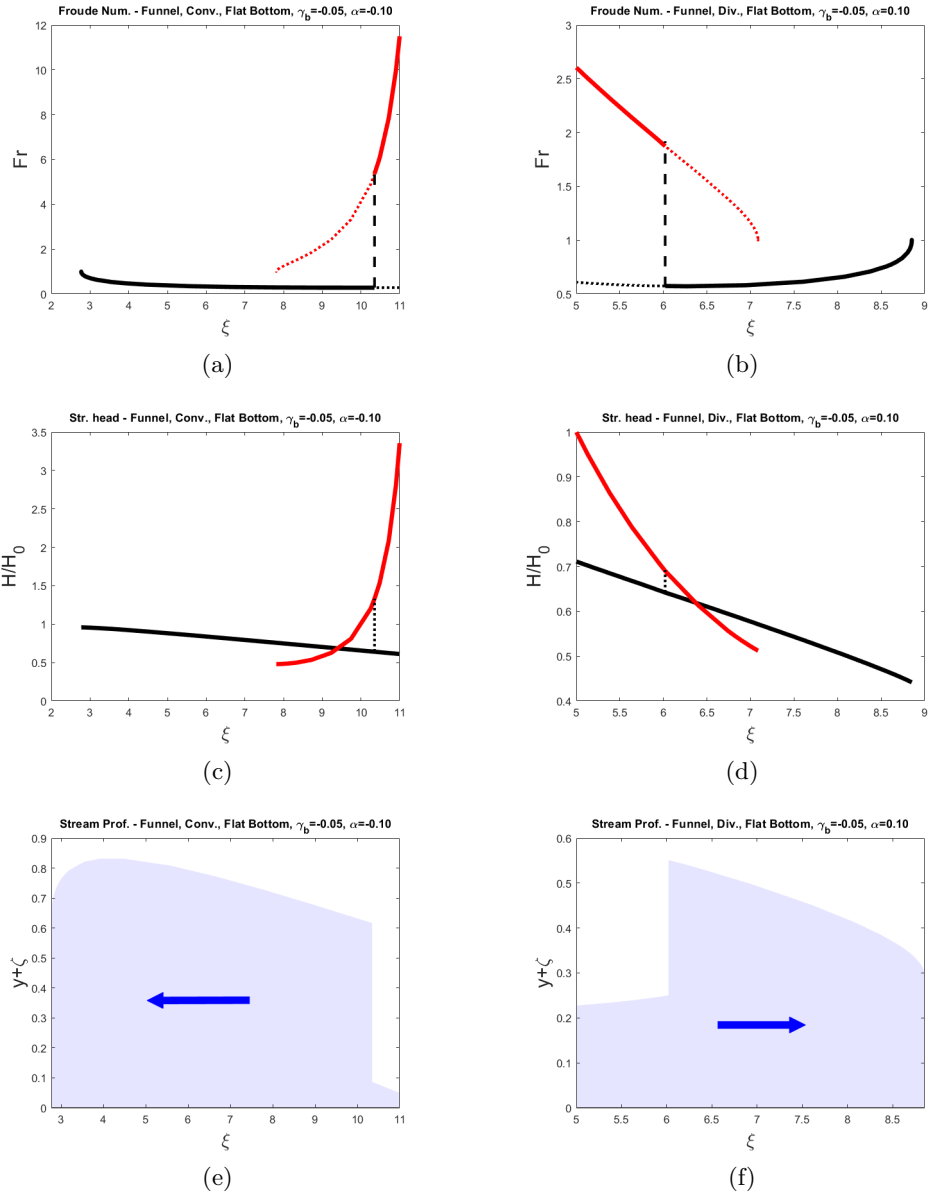 Froude Num. - Funnel, Conv., Flat Bottom, γb=-0.05, α=-0.10
Fr
12
10
8
6
4
2
0
2 3 4 5 6 7 8 9 10 11
ξ
(a)
Froude Num. - Funnel, Div., Flat Bottom, γb=-0.05, α=0.10
Fr
3
2.5
2
1.5
1
0.5
5 5.5 6 6.5 7 7.5 8 8.5 9
ξ
(b)
Str. head - Funnel, Conv., Flat Bottom, γb=-0.05, α=-0.10
H/H0
3.5
3
2.5
2
1.5
1
0.5
0
2 3 4 5 6 7 8 9 10 11
ξ
(c)
Str. head - Funnel, Div., Flat Bottom, γb=-0.05, α=0.10
H/H0
1
0.9
0.8
0.7
0.6
0.5
0.4
5 5.5 6 6.5 7 7.5 8 8.5 9
ξ
(d)
Stream Prof. - Funnel, Conv., Flat Bottom, γb=-0.05, α=-0.10
y+ζ
0.9
0.8
0.7
0.6
0.5
0.4
0.3
0.2
0.1
0
3 4 5 6 7 8 9 10 11
ξ
(e)
Stream Prof. - Funnel, Div., Flat Bottom, γb=-0.05, α=0.10
y+ζ
0.6
0.5
0.4
0.3
0.2
0.1
0
5 5.5 6 6.5 7 7.5 8 8.5
ξ
(f)